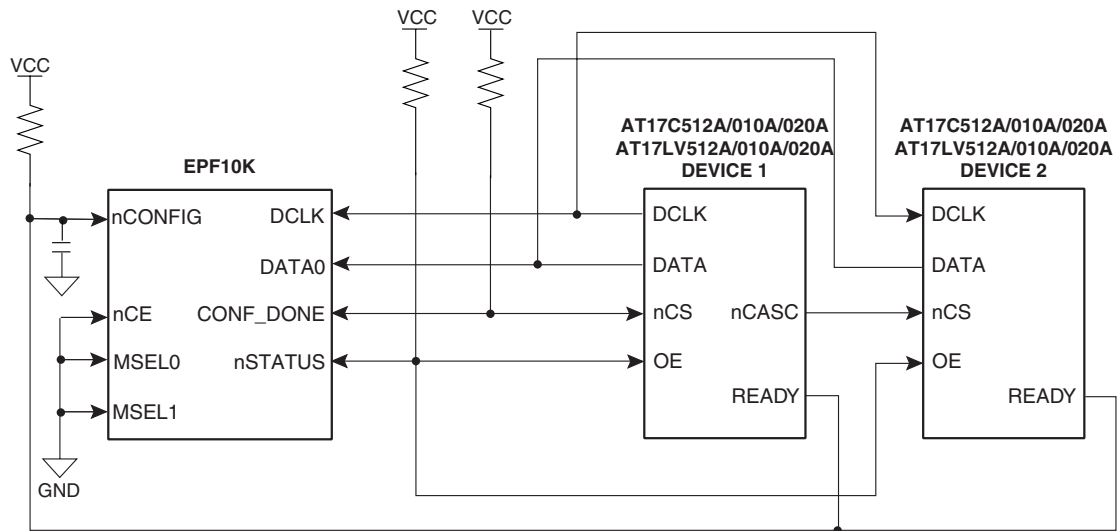 VCC
VCC
VCC
EPF10K
nCONFIG
DCLK
DATA0
nCE
CONF_DONE
MSEL0
nSTATUS
MSEL1
GND
AT17C512A/010A/020A
AT17LV512A/010A/020A
DEVICE 1
DCLK
DATA
nCS
nCASC
OE
READY
AT17C512A/010A/020A
AT17LV512A/010A/020A
DEVICE 2
DCLK
DATA
nCS
OE
READY